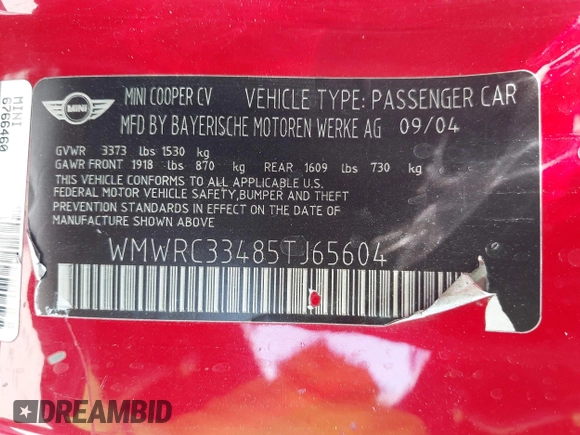 MINI COOPER CV VEHICLE TYPE: PASSENGER CAR
MFD BY BAYERISCHE MOTOREN WERKE AG 09/04
GVWR 3373 lbs 1530 kg
GAWR FRONT 1918 lbs 870 kg REAR 1609 lbs 730 kg
THIS VEHICLE CONFORMS TO ALL APPLICABLE U.S.
FEDERAL MOTOR VEHICLE SAFETY,BUMPER AND THEFT
PREVENTION STANDARDS IN EFFECT ON THE DATE
OF MANUFACTURE SHOWN ABOVE
WMWRC33485TJ65604
MINI
MINI
6766460
DREAMBID